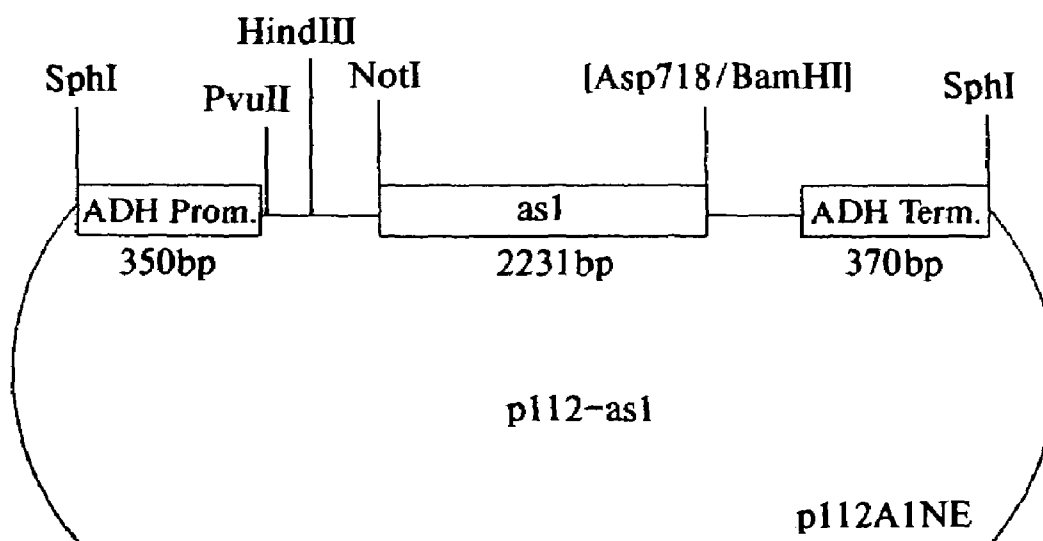 HindIII
SphI
PvuII
NotI
[Asp718/BamHI]
SphI
ADH Prom.
as1
ADH Term.
350bp
2231bp
370bp
p112-as1
p112A1NE